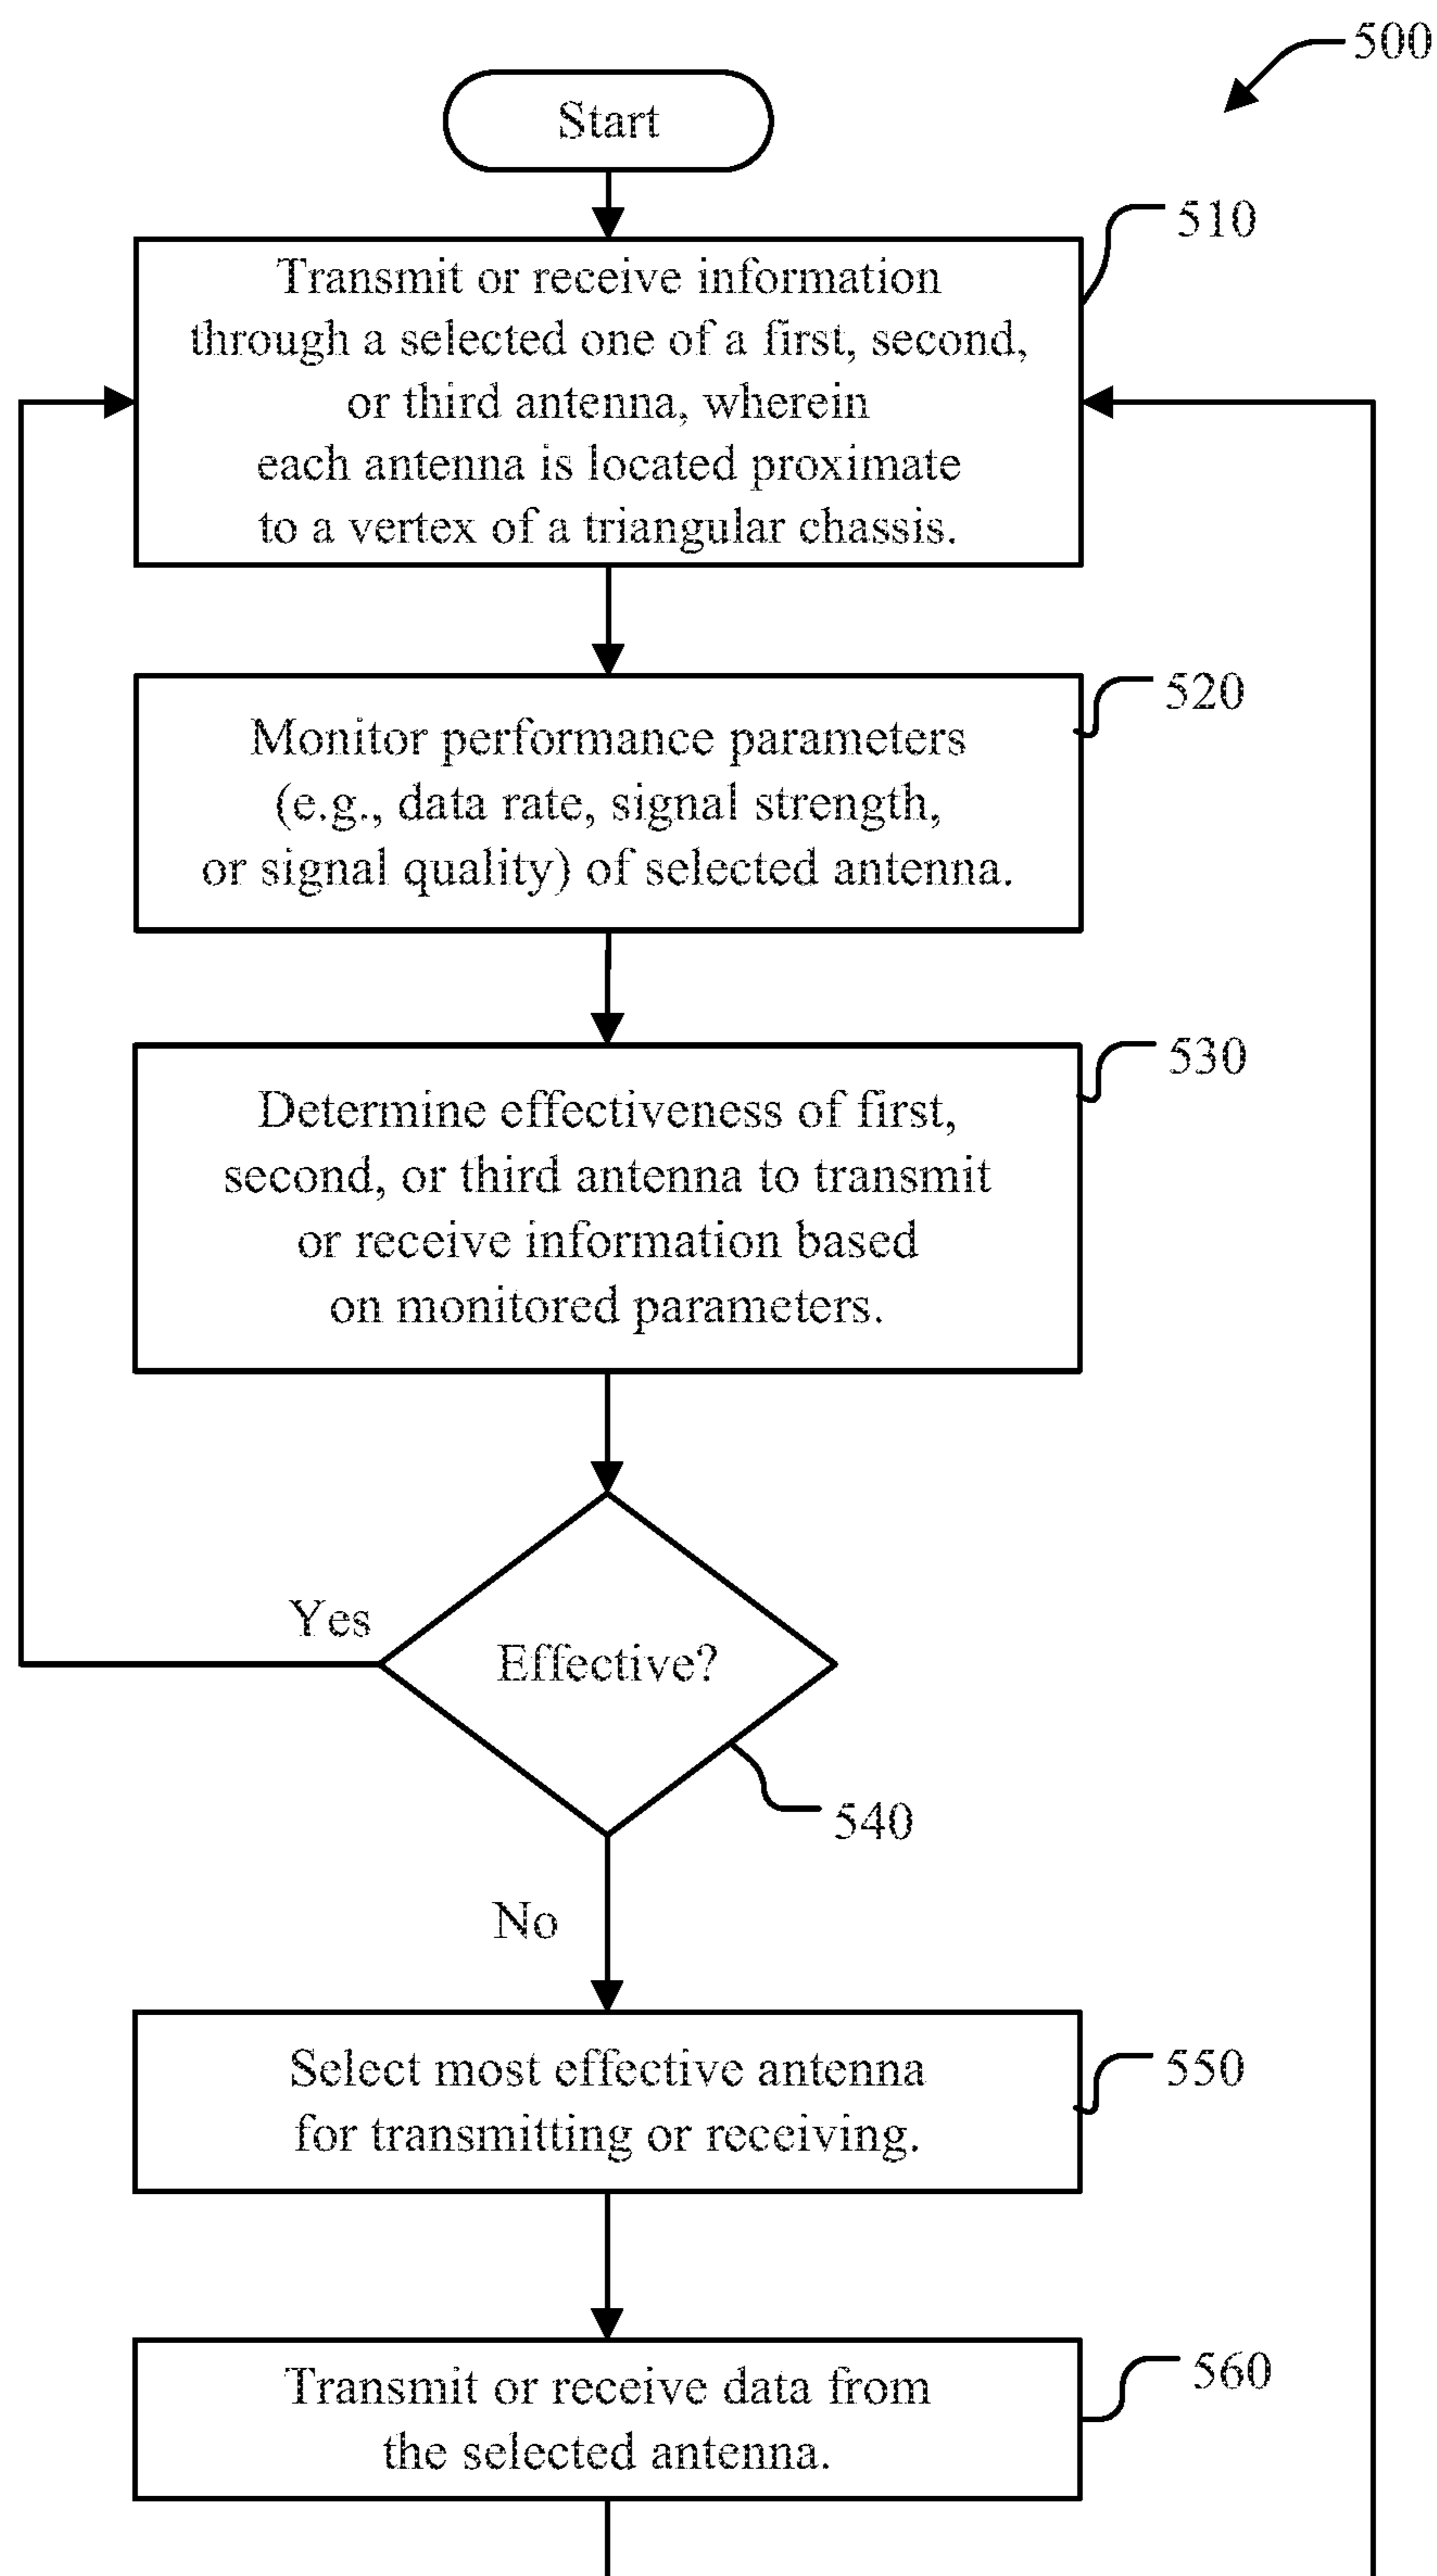 500
Start
510
Transmit or receive information
through a selected one of a first, second,
or third antenna, wherein
each antenna is located proximate
to a vertex of a triangular chassis.
520
Monitor performance parameters
(e.g., data rate, signal strength,
or signal quality) of selected antenna.
530
Determine effectiveness of first,
second, or third antenna to transmit
or receive information based
on monitored parameters.
Yes
Effective?
540
No
550
Select most effective antenna
for transmitting or receiving.
560
Transmit or receive data from
the selected antenna.